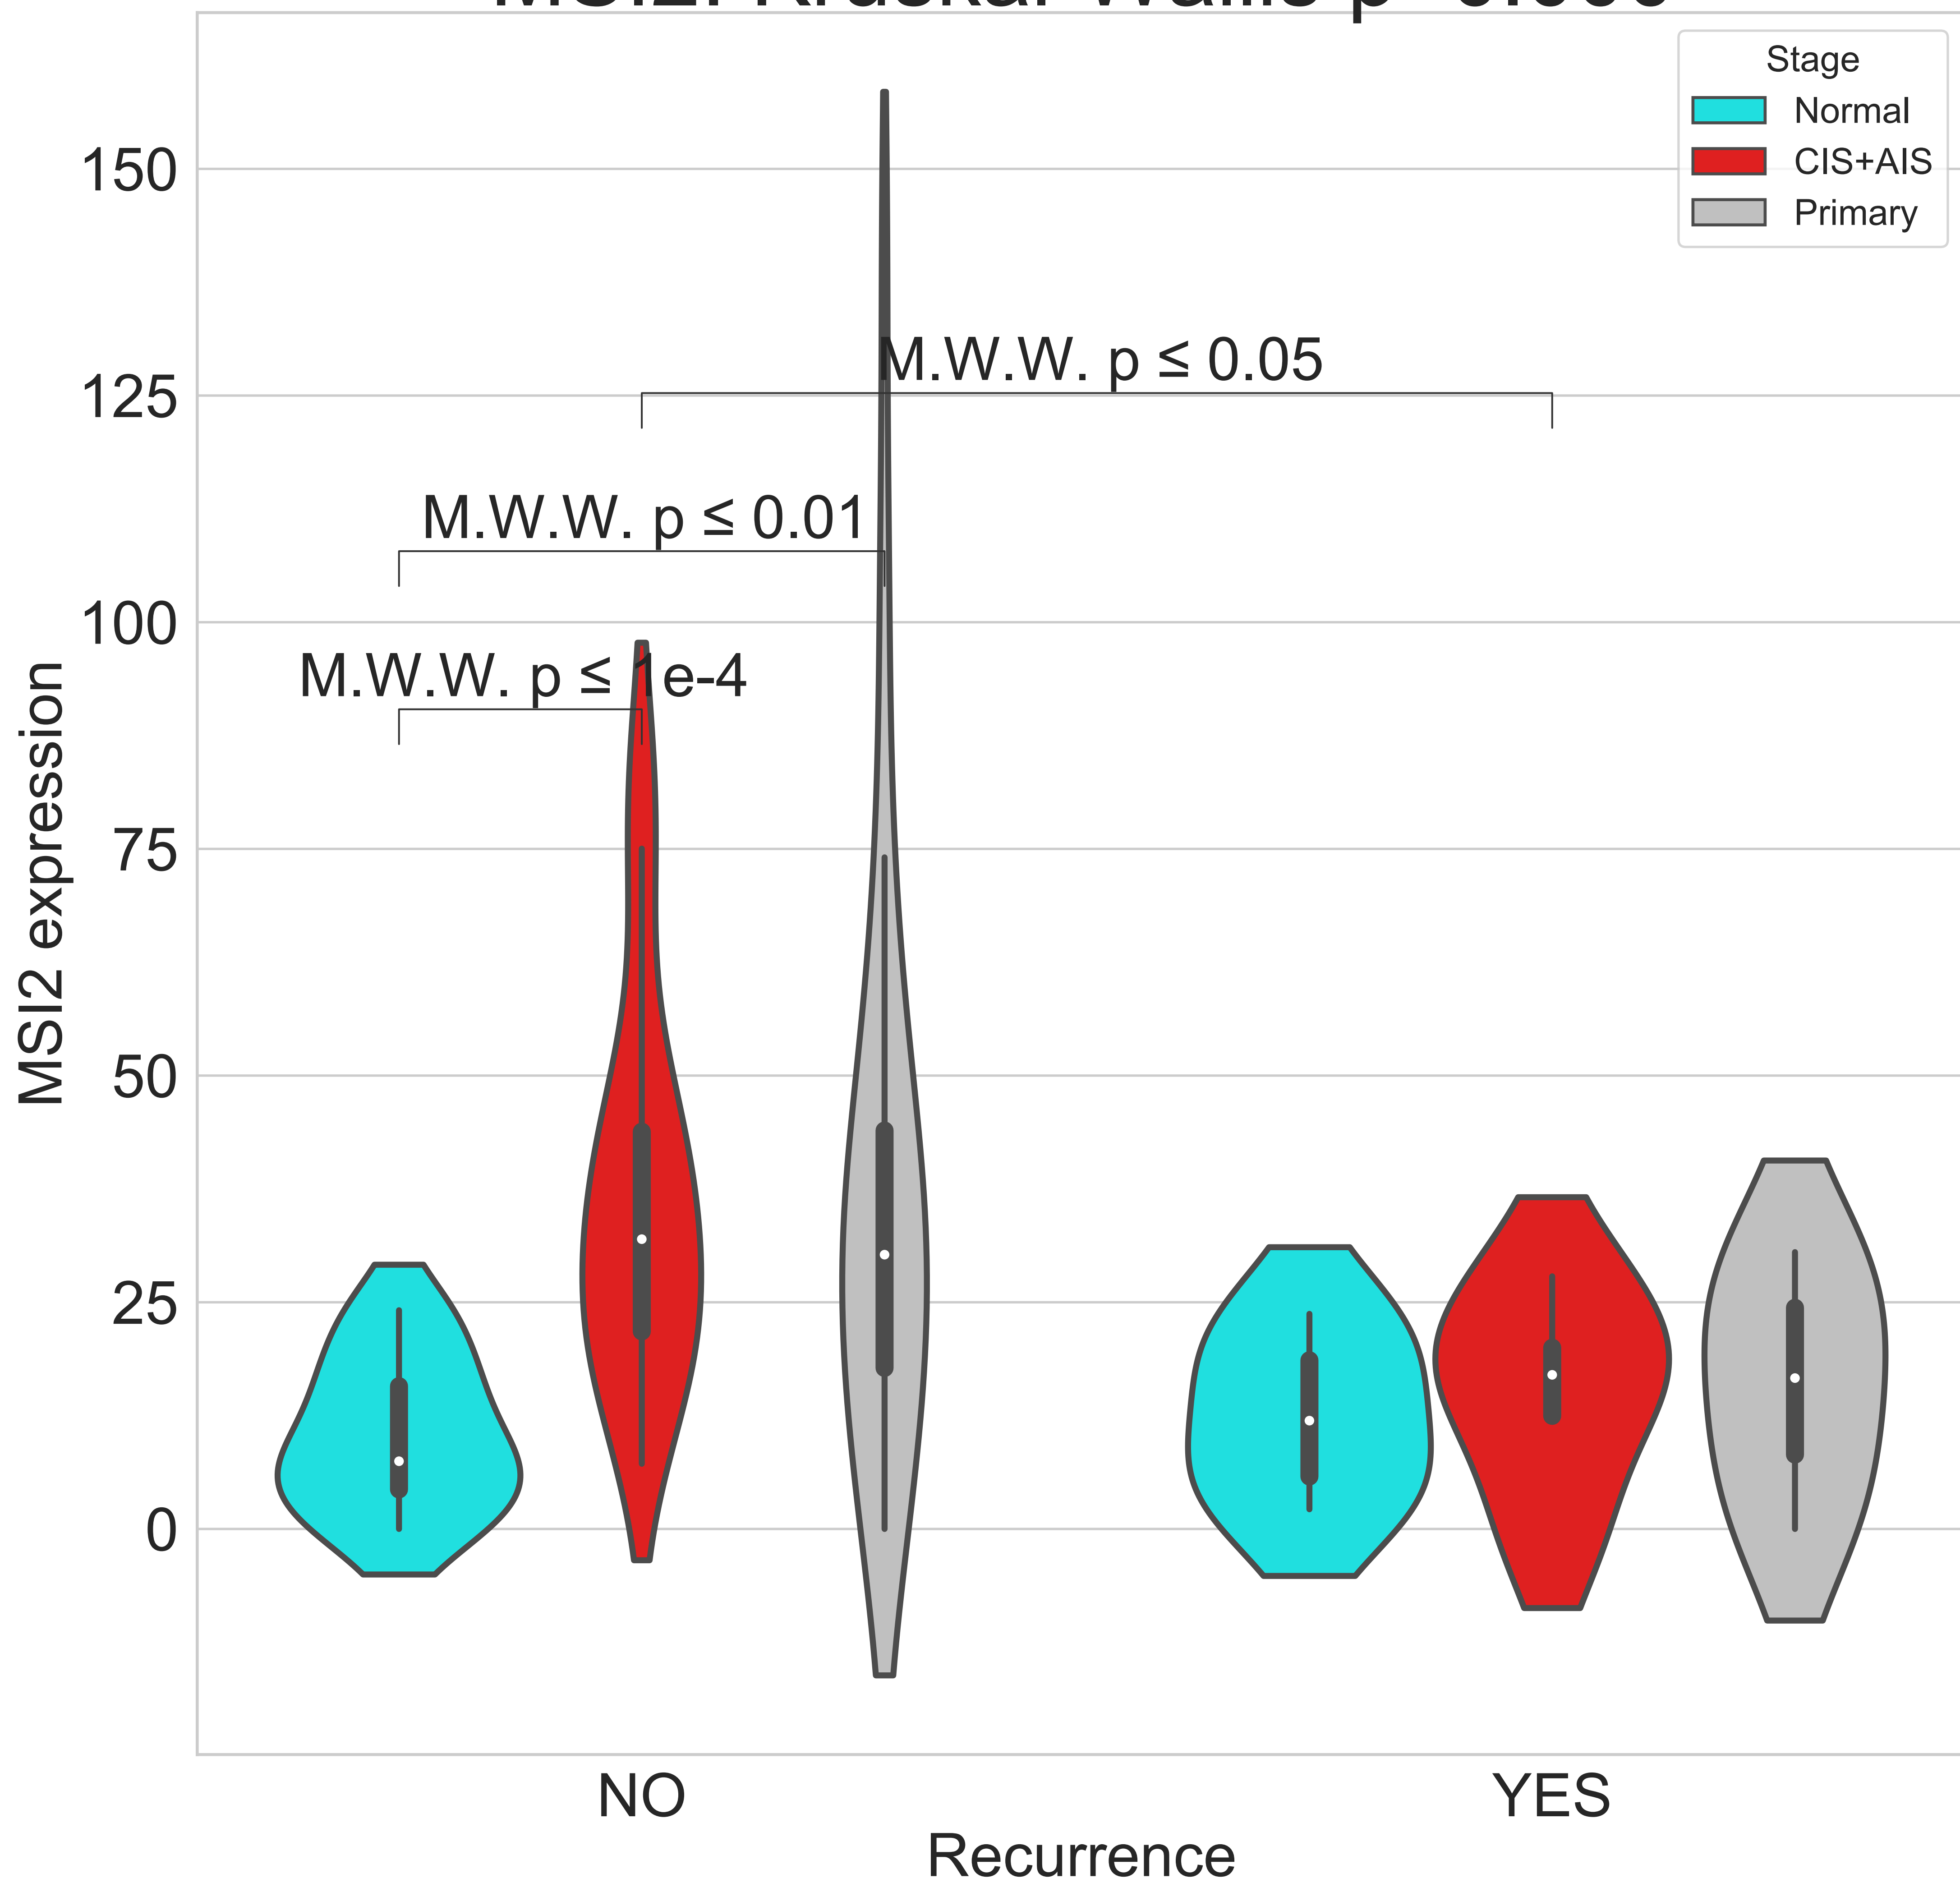 Stage
Normal
CIS+AIS
Primary
150
125
100
75
50
25
0
M.W.W. p ≤ 0.05
M.W.W. p ≤ 0.01
M.W.W. p ≤ 1e-4
MSI2 expression
NO
YES
Recurrence